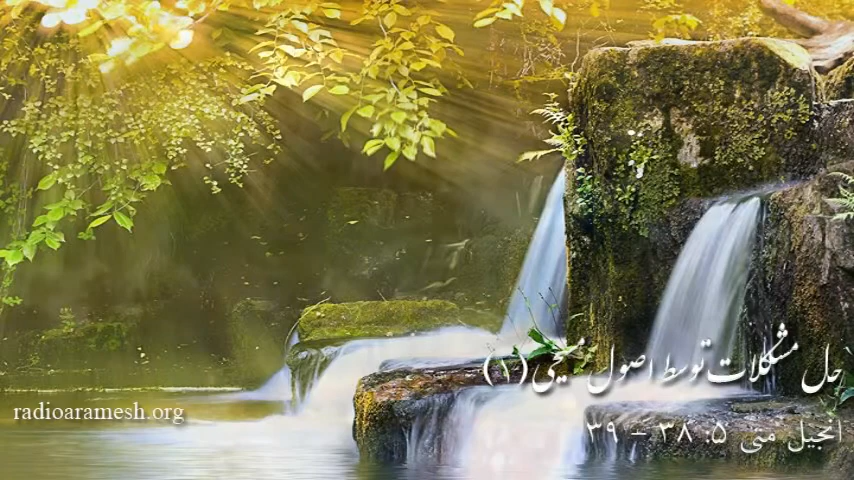 حل مشکلات توسط اصول مسیحی (۱)
انجیل متی ۵: ۳۸ - ۳۹
radioaramesh.org